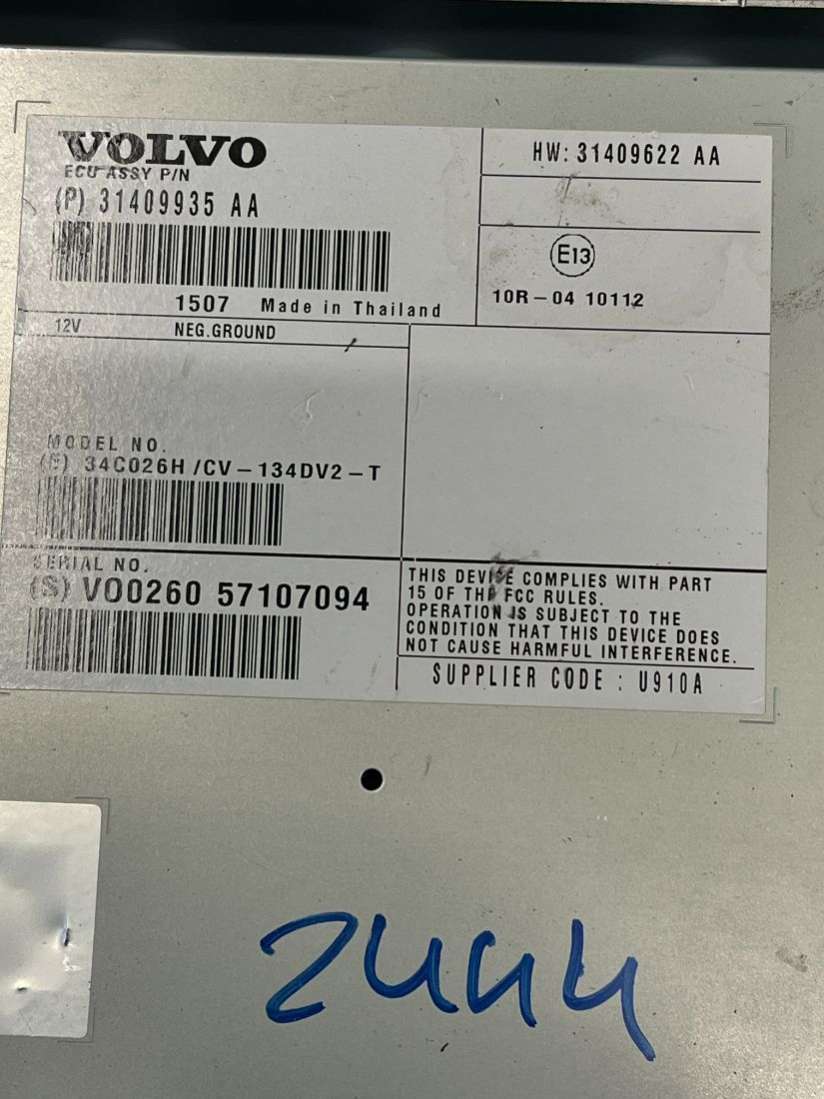 VOLVO
ECU ASSY P/N
(P) 31409935 AA
1507 Made in Thailand
HW: 31409622 AA
E13
10R-04 10112
12V NEG.GROUND
MODEL NO.
34C026H /CV-134DV2-T
SERIAL NO.
(S) VO0260 57107094
THIS DEVICE COMPLIES WITH PART
15 OF THE FCC RULES.
OPERATION IS SUBJECT TO THE
CONDITION THAT THIS DEVICE DOES
NOT CAUSE HARMFUL INTERFERENCE.
SUPPLIER CODE : U910A
2444